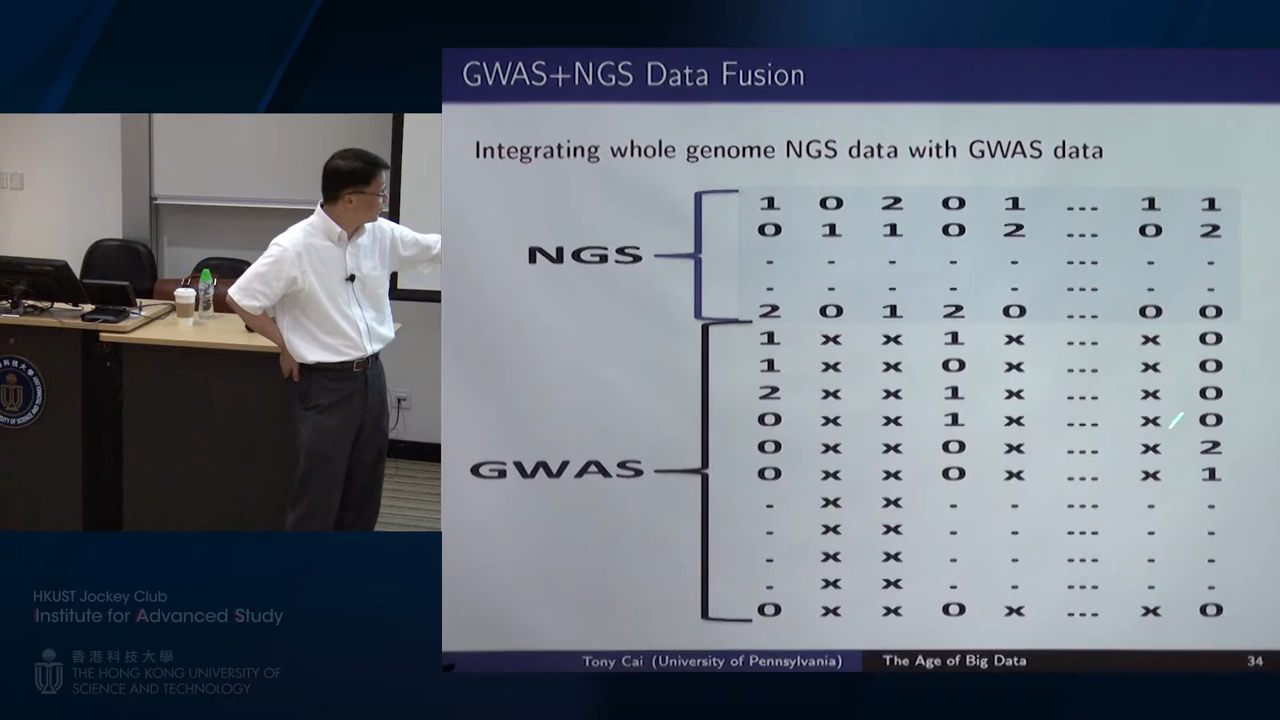 GWAS+NGS Data Fusion
Integrating whole genome NGS data with GWAS data
NGS
1 0 2 0 1 ... 1 1
0 1 1 0 2 ... 0 2
. . . . . ... . .
. . . . . ... . .
2 0 1 2 0 ... 0 0
GWAS
1 x x 1 x ... x 0
1 x x 0 x ... x 0
2 x x 1 x ... x 0
0 x x 1 x ... x 0
0 x x 0 x ... x 2
0 x x 0 x ... x 1
. x x . . ... . .
. x x . . ... . .
. x x . . ... . .
. x x . . ... . .
0 x x 0 x ... x 0
Tony Cai (University of Pennsylvania) The Age of Big Data 34
HKUST Jockey Club
Institute for Advanced Study
香港科技大學
THE HONG KONG UNIVERSITY OF
SCIENCE AND TECHNOLOGY